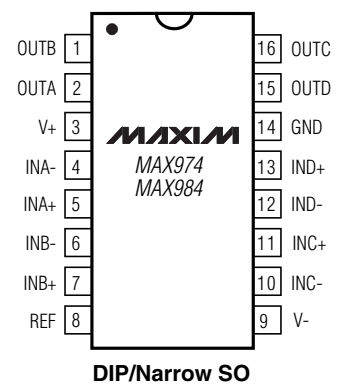 OUTB 1 16 OUTC
OUTA 2 15 OUTD
V+ 3 MAXIM 14 GND
INA- 4 MAX974 13 IND+
MAX984
INA+ 5 12 IND-
INB- 6 11 INC+
INB+ 7 10 INC-
REF 8 9 V-
DIP/Narrow SO